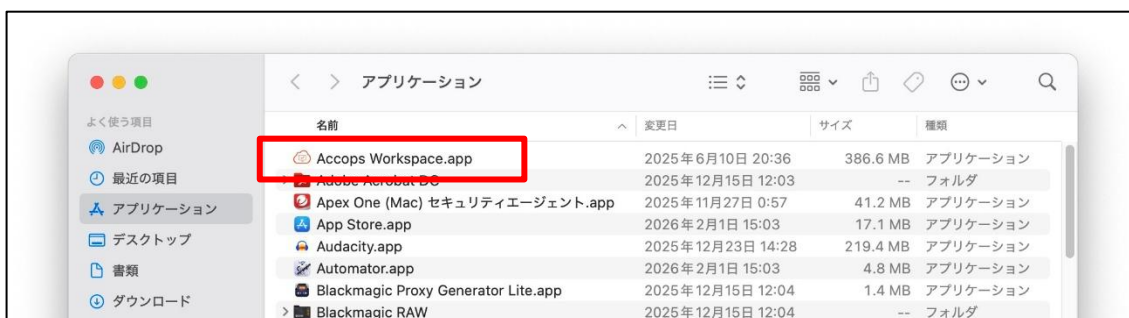 アプリケーション
よく使う項目
名前 変更日 サイズ 種類
AirDrop
Accops Workspace.app 2025年6月10日 20:36 386.6 MB アプリケーション
最近の項目
Adobe Acrobat DC 2025年12月15日 12:03 -- フォルダ
アプリケーション
Apex One (Mac) セキュリティエージェント.app 2025年11月27日 0:57 41.2 MB アプリケーション
App Store.app 2026年2月1日 15:03 17.1 MB アプリケーション
デスクトップ
Audacity.app 2025年12月23日 14:28 219.4 MB アプリケーション
書類
Automator.app 2026年2月1日 15:03 4.8 MB アプリケーション
Blackmagic Proxy Generator Lite.app 2025年12月15日 12:04 1.4 MB アプリケーション
ダウンロード
Blackmagic RAW 2025年12月15日 12:04 -- フォルダ